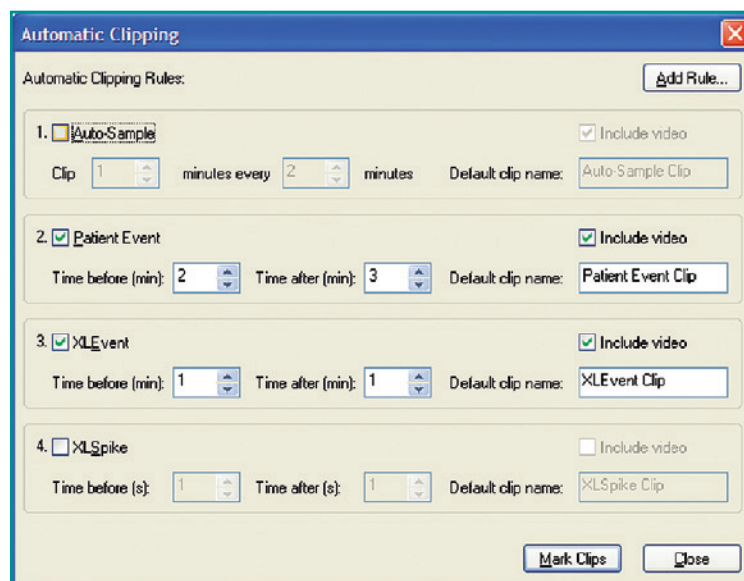 Automatic Clipping
Automatic Clipping Rules: Add Rule...
1. Auto-Sample Include video
Clip 1 minutes every 2 minutes Default clip name: Auto-Sample Clip
2. Patient Event Include video
Time before (min): 2 Time after (min): 3 Default clip name: Patient Event Clip
3. XLEvent Include video
Time before (min): 1 Time after (min): 1 Default clip name: XLEvent Clip
4. XLSpike Include video
Time before (s): 1 Time after (s): 1 Default clip name: XLSpike Clip
Mark Clips Close